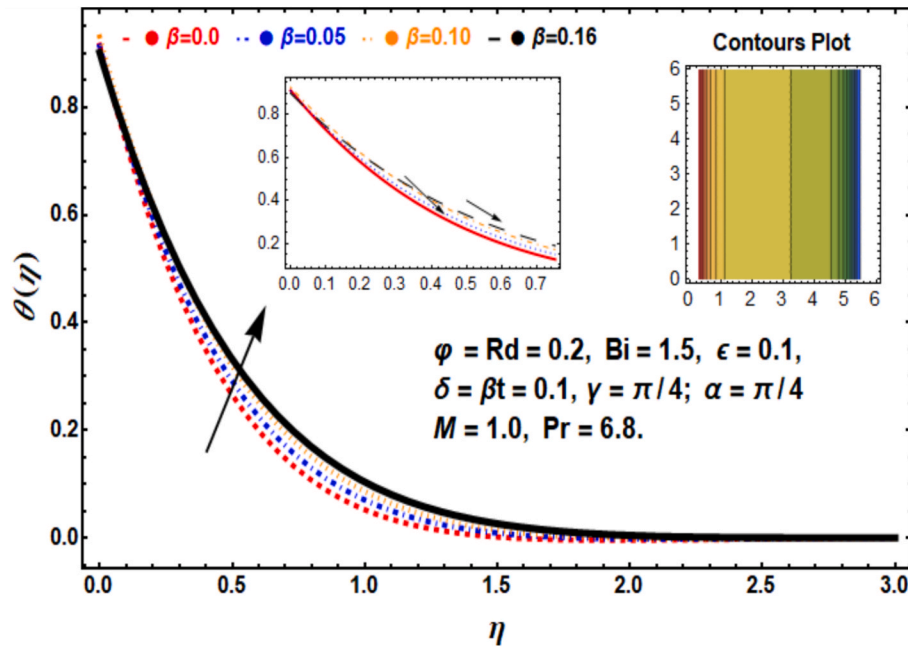 β=0.0 β=0.05 β=0.10 β=0.16
Contours Plot
θ(η)
0.8
0.6
0.4
0.2
0.0
0.0 0.5 1.0 1.5 2.0 2.5 3.0
η
0.8
0.6
0.4
0.2
0.0 0.1 0.2 0.3 0.4 0.5 0.6 0.7
6
5
4
3
2
1
0
0 1 2 3 4 5 6
φ = Rd = 0.2, Bi = 1.5, ϵ = 0.1,
δ = βt = 0.1, γ = π / 4; α = π / 4
M = 1.0, Pr = 6.8.